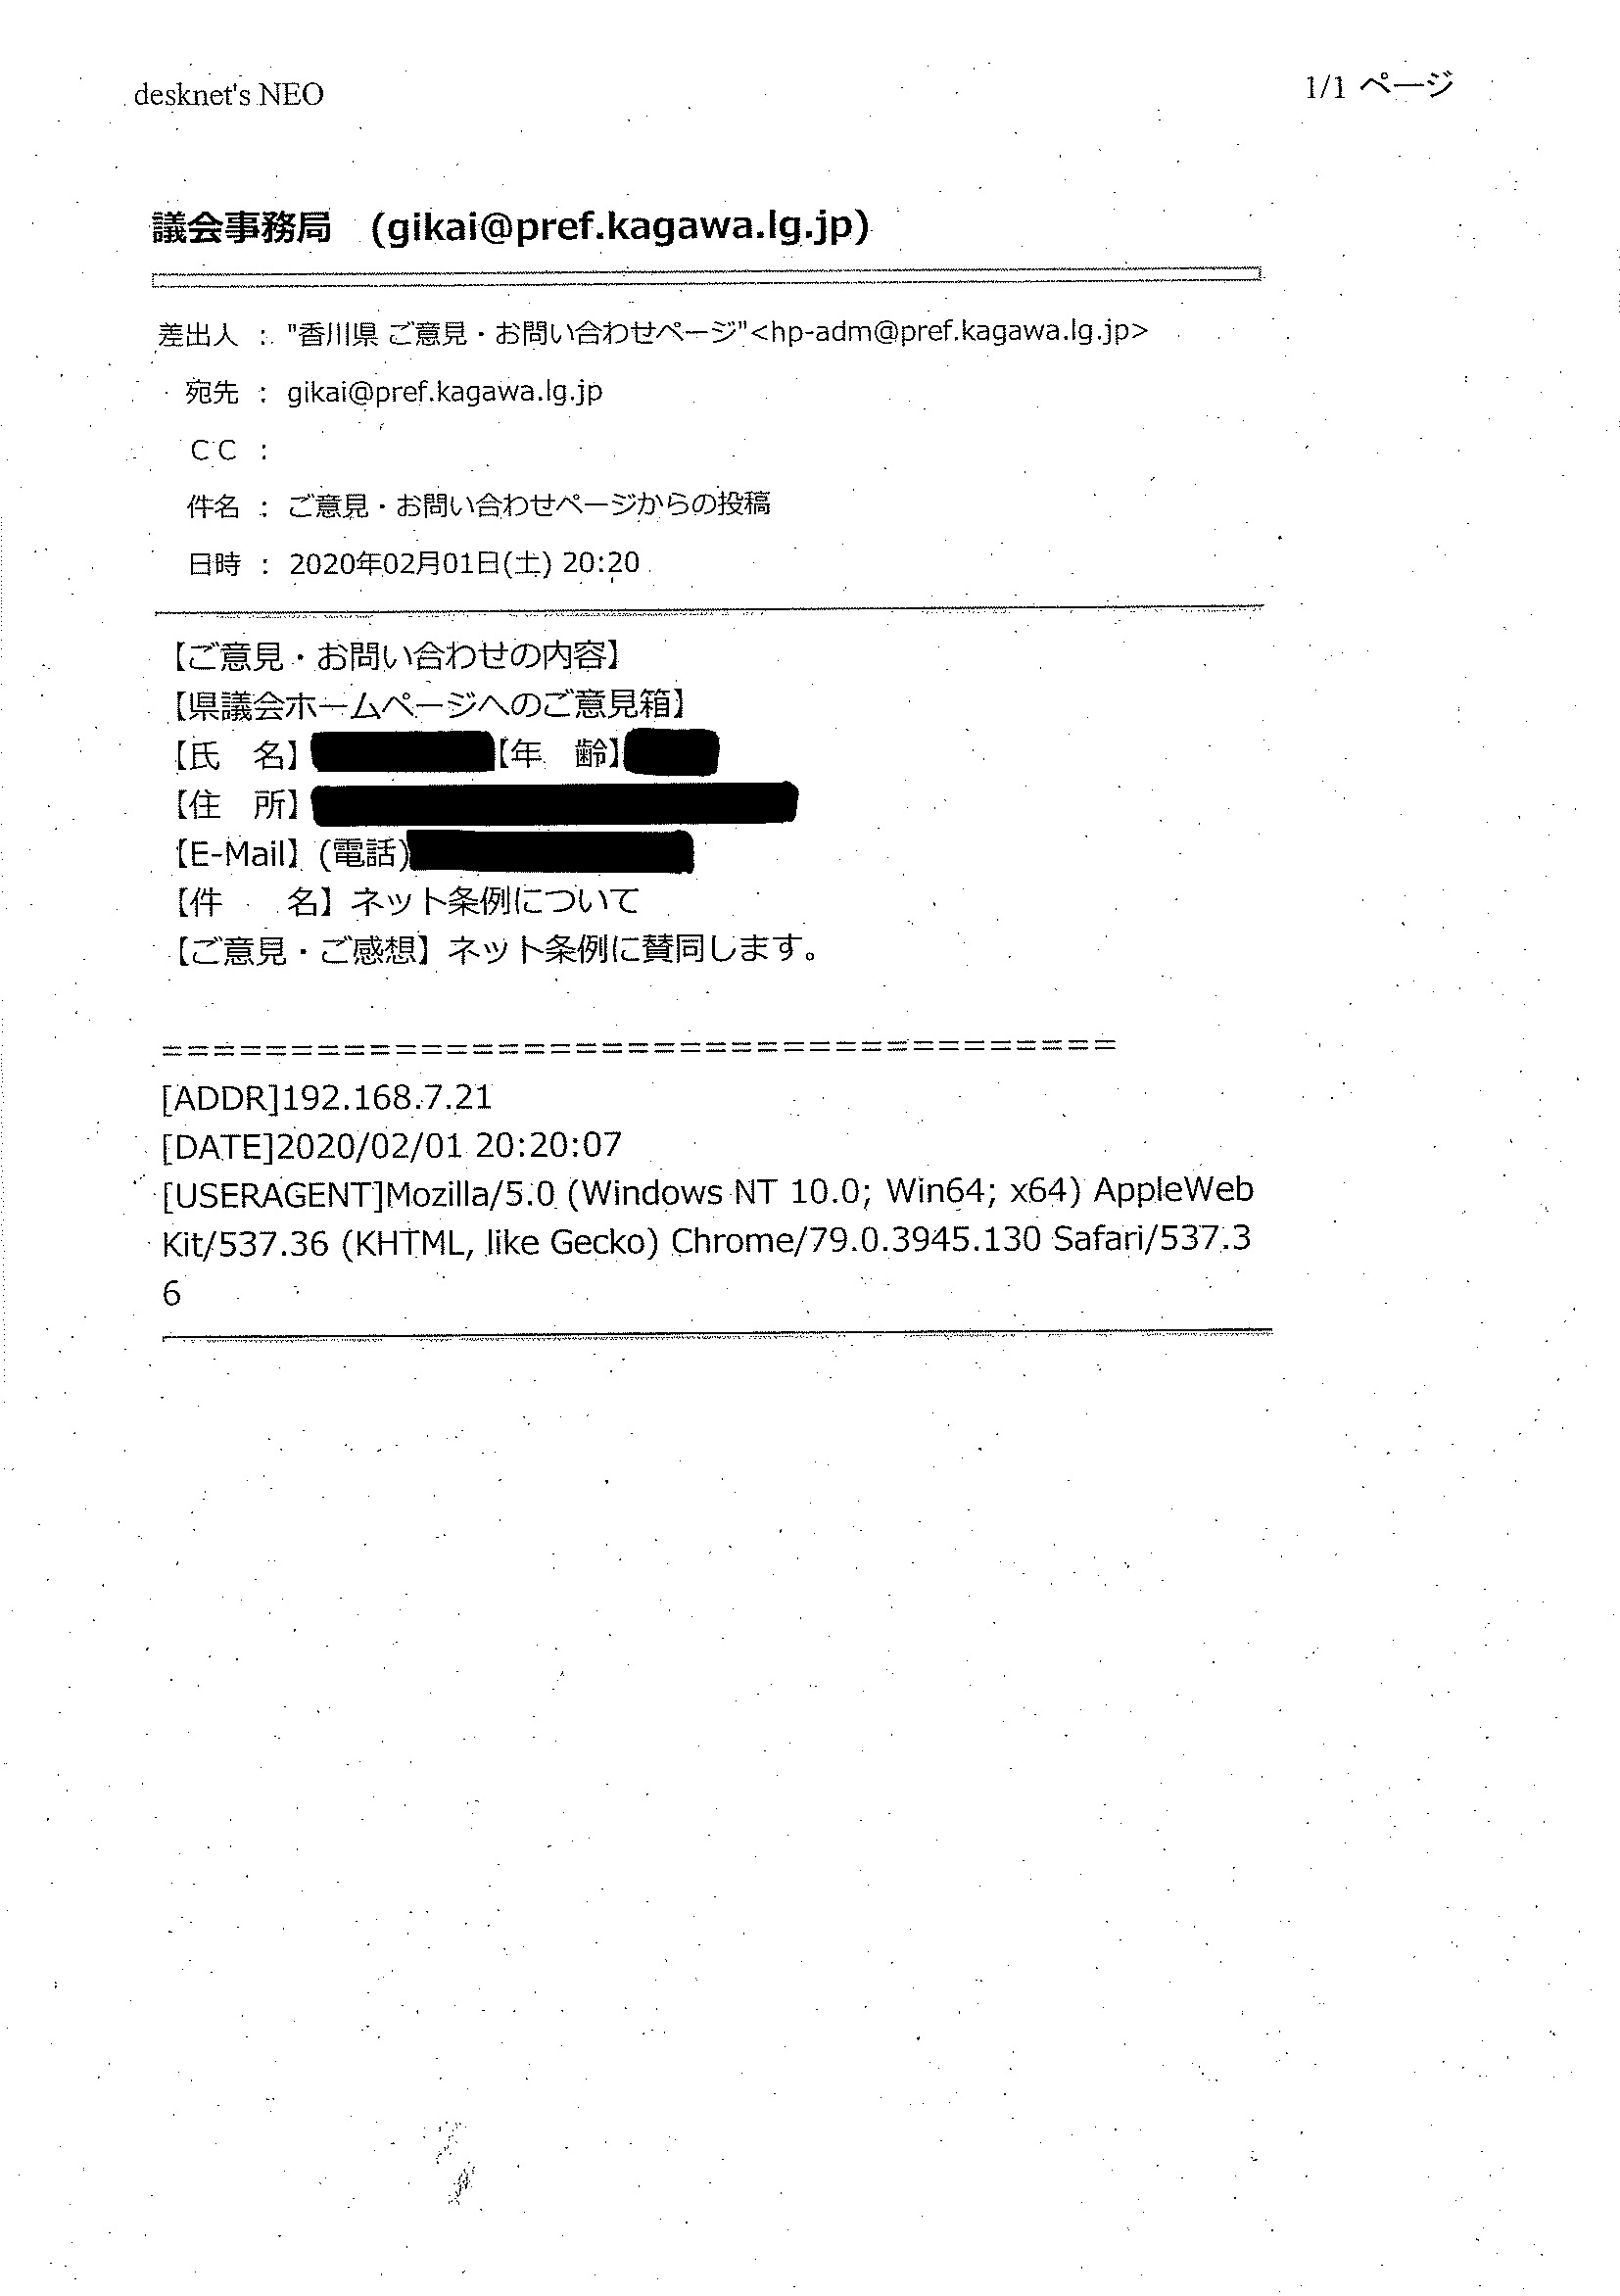 desknet's NEO
1/1 ページ
議会事務局 (gikai@pref.kagawa.lg.jp)
差出人 : "香川県 ご意見・お問い合わせページ"<hp-adm@pref.kagawa.lg.jp>
宛先 : gikai@pref.kagawa.lg.jp
CC :
件名 : ご意見・お問い合わせページからの投稿
日時 : 2020年02月01日(土) 20:20
【ご意見・お問い合わせの内容】
【県議会ホームページへのご意見箱】
【氏　名】【年　齢】
【住　所】
【E-Mail】(電話)
【件　　名】ネット条例について
【ご意見・ご感想】ネット条例に賛同します。
=====================================
[ADDR]192.168.7.21
[DATE]2020/02/01 20:20:07
[USERAGENT]Mozilla/5.0 (Windows NT 10.0; Win64; x64) AppleWeb
Kit/537.36 (KHTML, like Gecko) Chrome/79.0.3945.130 Safari/537.3
6